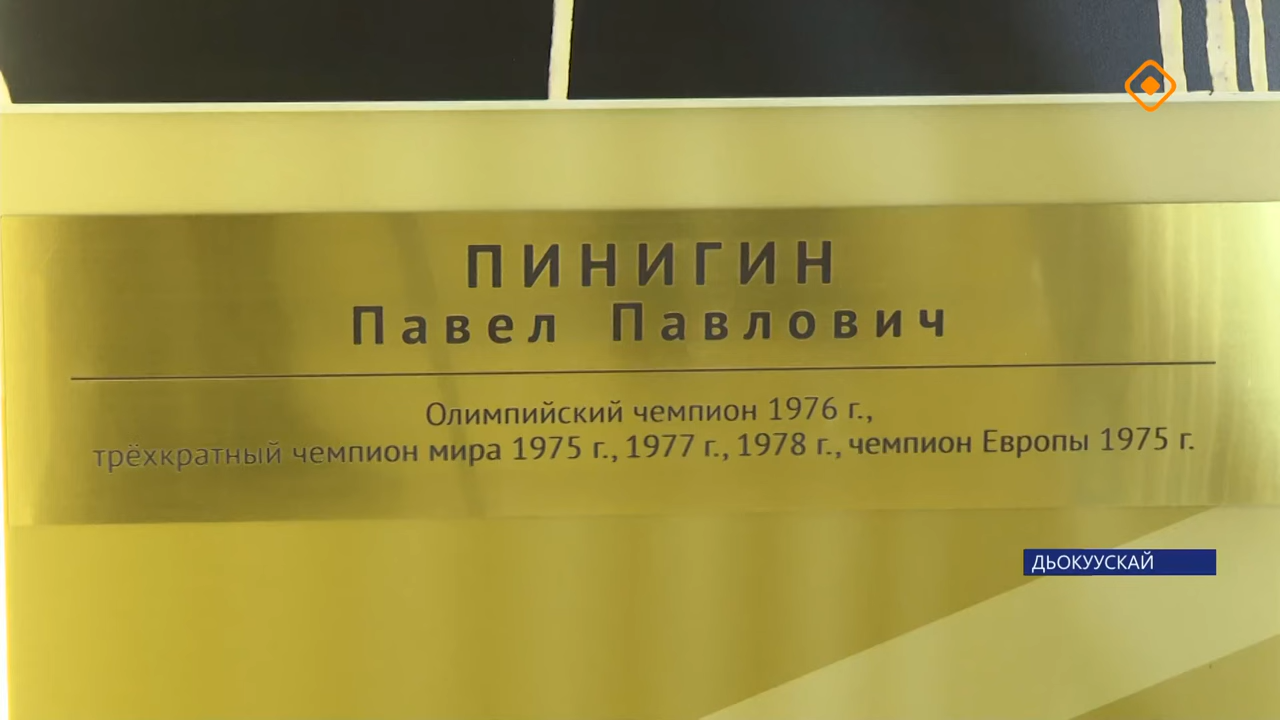 ПИНИГИН
Павел Павлович
Олимпийский чемпион 1976 г.,
трёхкратный чемпион мира 1975 г., 1977 г., 1978 г., чемпион Европы 1975 г.
ДЬОКУУСКАЙ